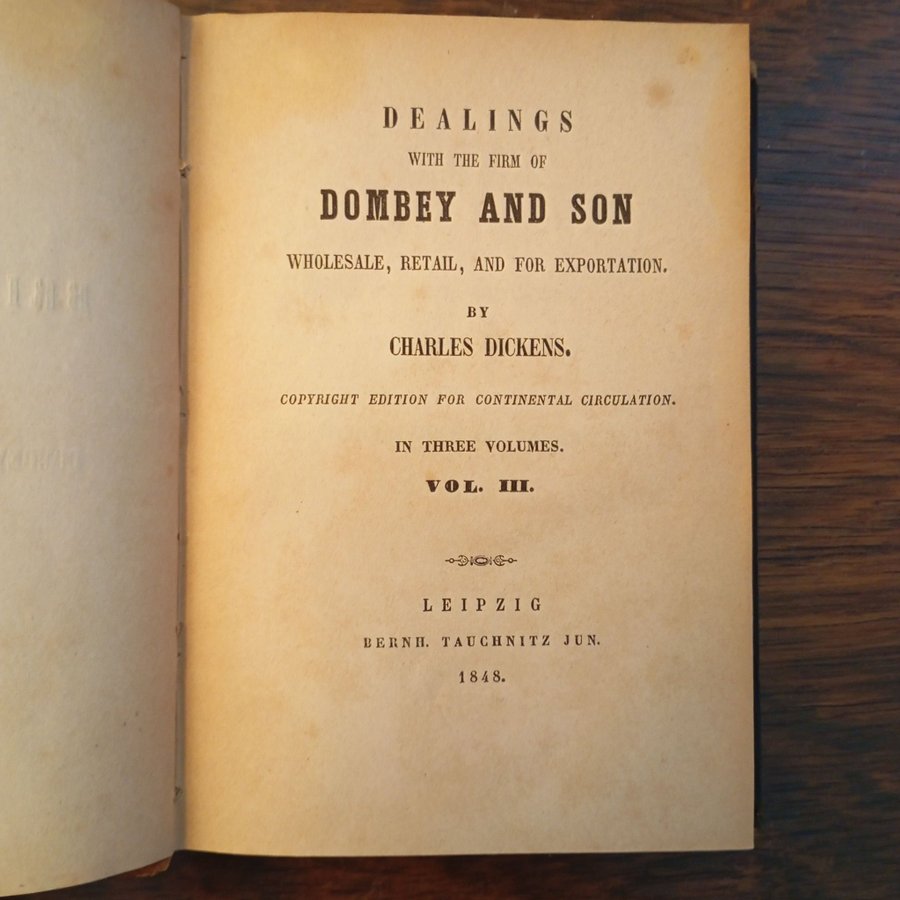 DEALINGS
WITH THE FIRM OF
DOMBEY AND SON
WHOLESALE, RETAIL, AND FOR EXPORTATION.
BY
CHARLES DICKENS.
COPYRIGHT EDITION FOR CONTINENTAL CIRCULATION.
IN THREE VOLUMES.
VOL. III.
LEIPZIG
BERNH. TAUCHNITZ JUN.
1848.